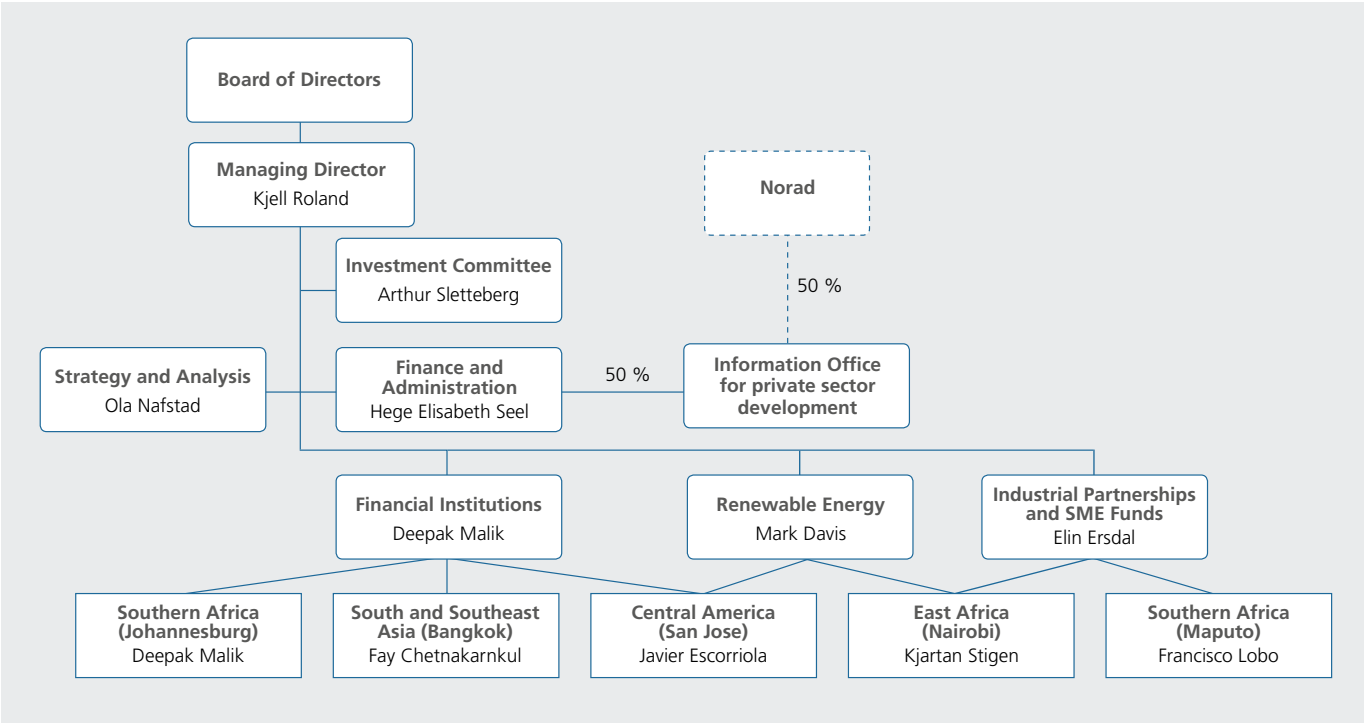 Board of Directors
Managing Director
Kjell Roland
Norad
Investment Committee
Arthur Sletteberg
50 %
Strategy and Analysis
Ola Nafstad
Finance and
Administration
Hege Elisabeth Seel
50 %
Information Office
for private sector
development
Financial Institutions
Deepak Malik
Renewable Energy
Mark Davis
Industrial Partnerships
and SME Funds
Elin Ersdal
Southern Africa
(Johannesburg)
Deepak Malik
South and Southeast
Asia (Bangkok)
Fay Chetnakarnkul
Central America
(San Jose)
Javier Escorriola
East Africa
(Nairobi)
Kjartan Stigen
Southern Africa
(Maputo)
Francisco Lobo